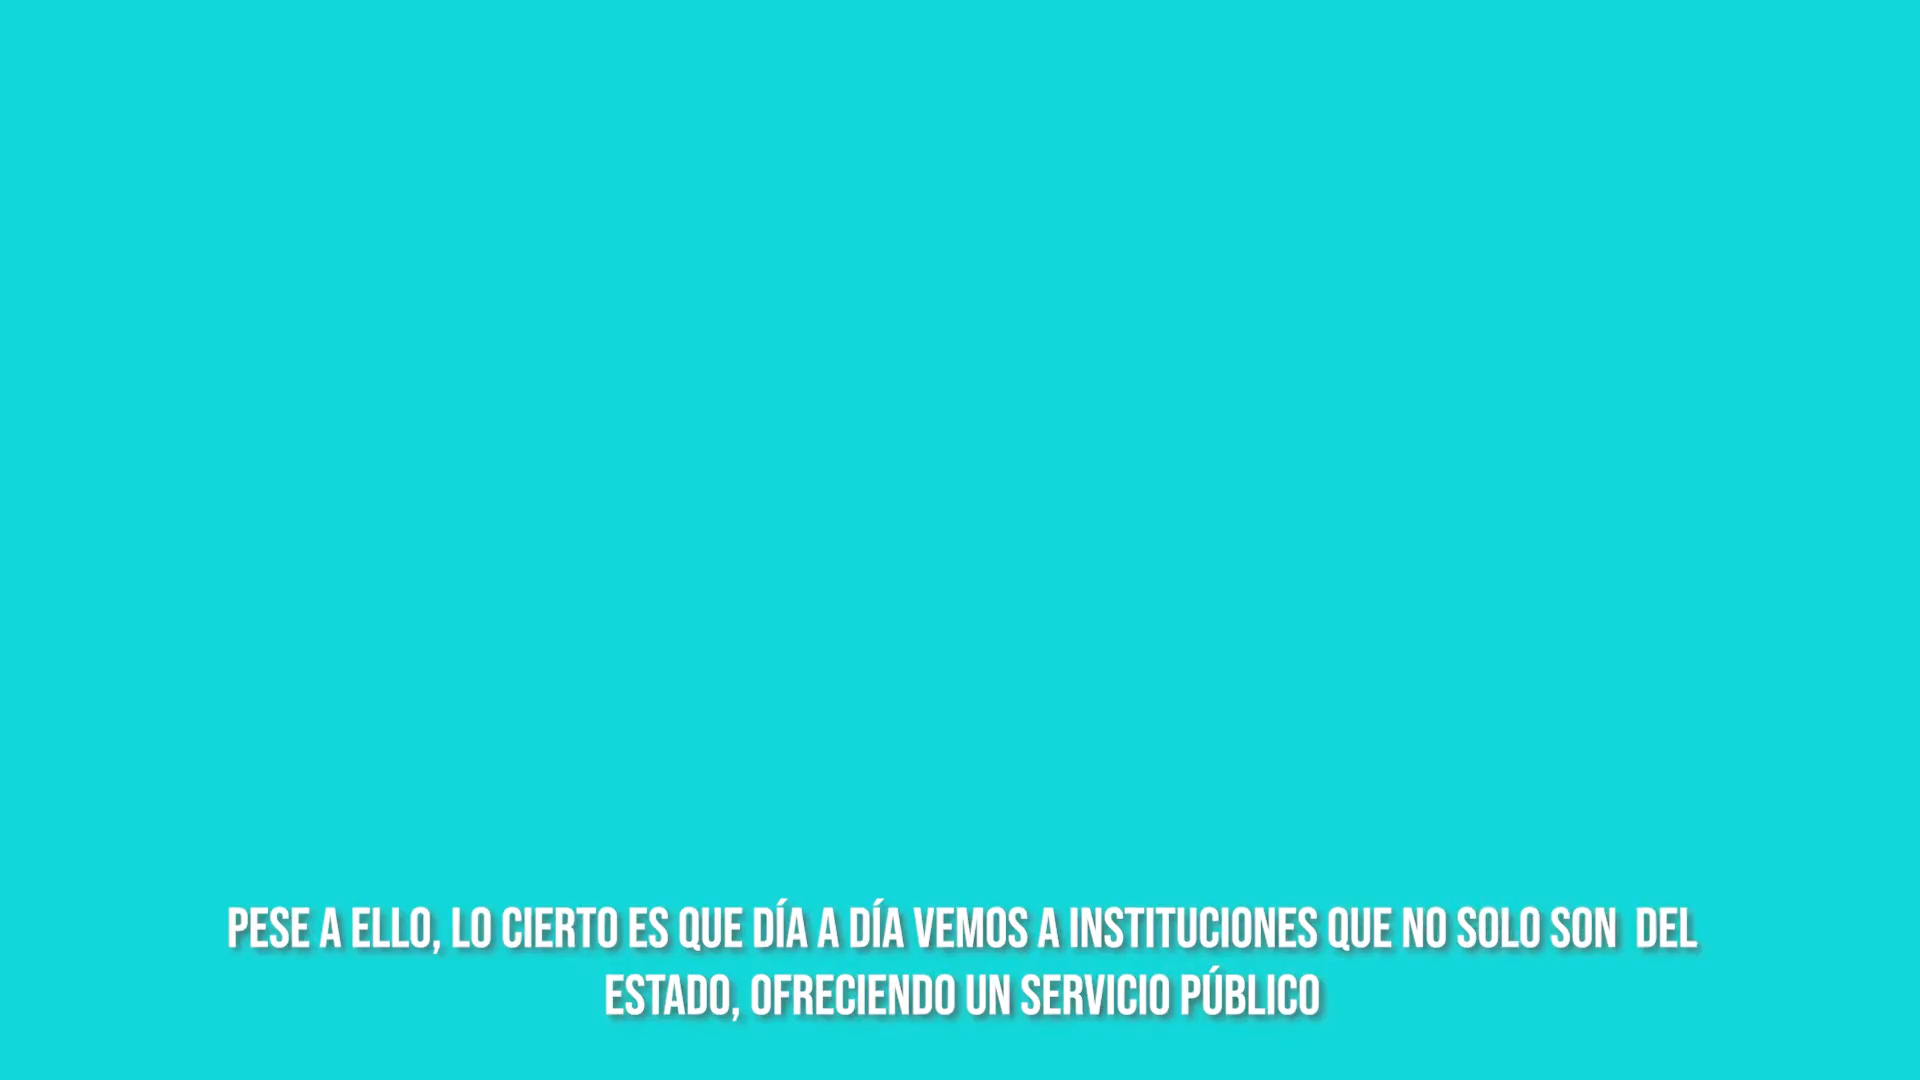 PESE A ELLO, LO CIERTO ES QUE DÍA A DÍA VEMOS A INSTITUCIONES QUE NO SOLO SON  DEL
ESTADO, OFRECIENDO UN SERVICIO PÚBLICO